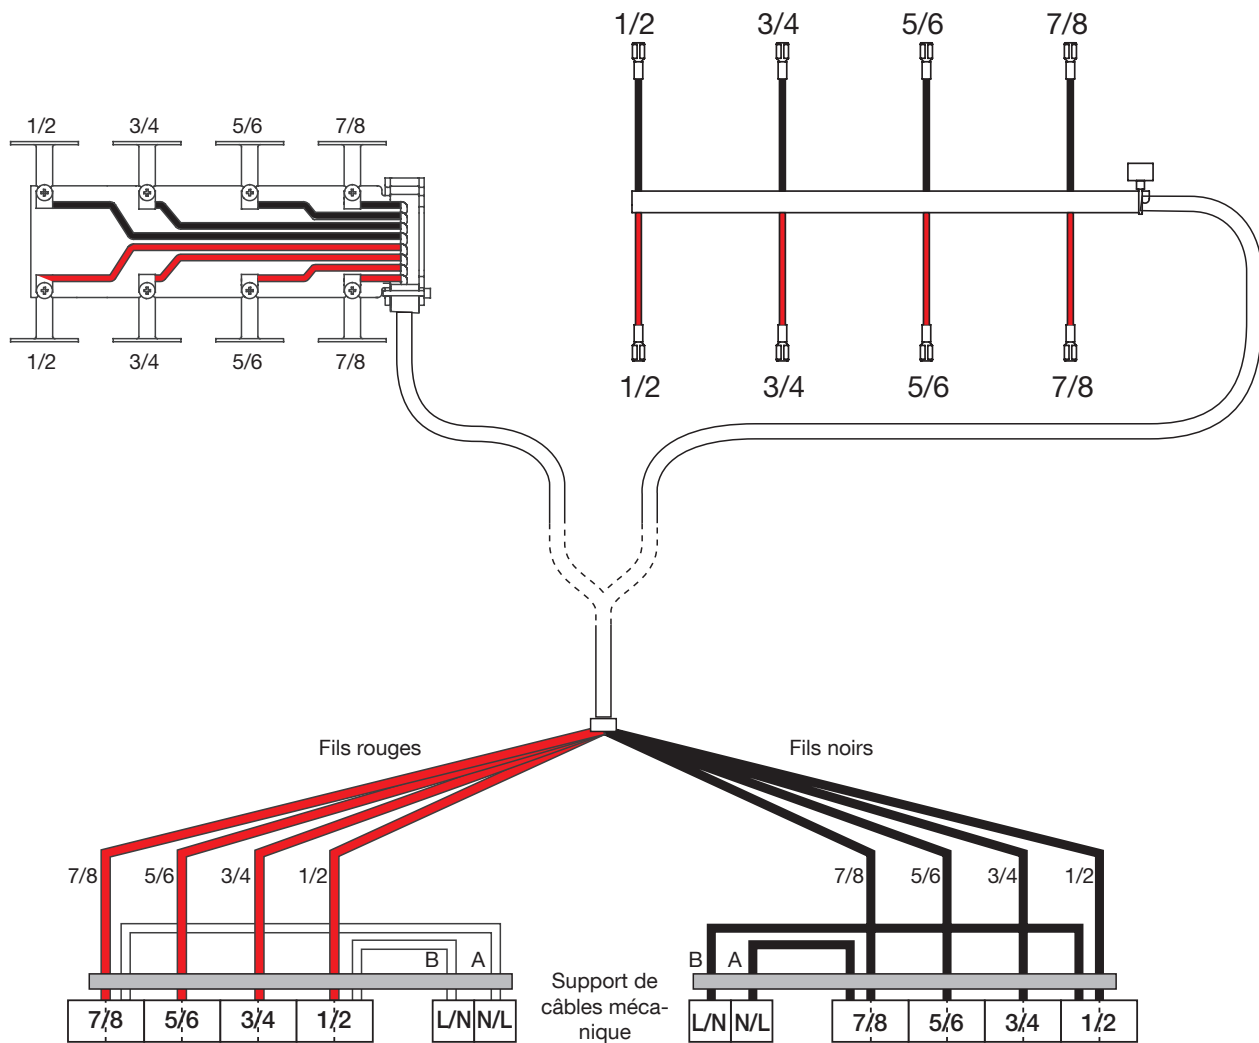 1/2 3/4 5/6 7/8
1/2 3/4 5/6 7/8
1/2 3/4 5/6 7/8
1/2 3/4 5/6 7/8
Fils rouges
Fils noirs
7/8 5/6 3/4 1/2
7/8 5/6 3/4 1/2
B A
B A
Support de
câbles méca-
nique
7/8 5/6 3/4 1/2 L/N N/L
L/N N/L 7/8 5/6 3/4 1/2